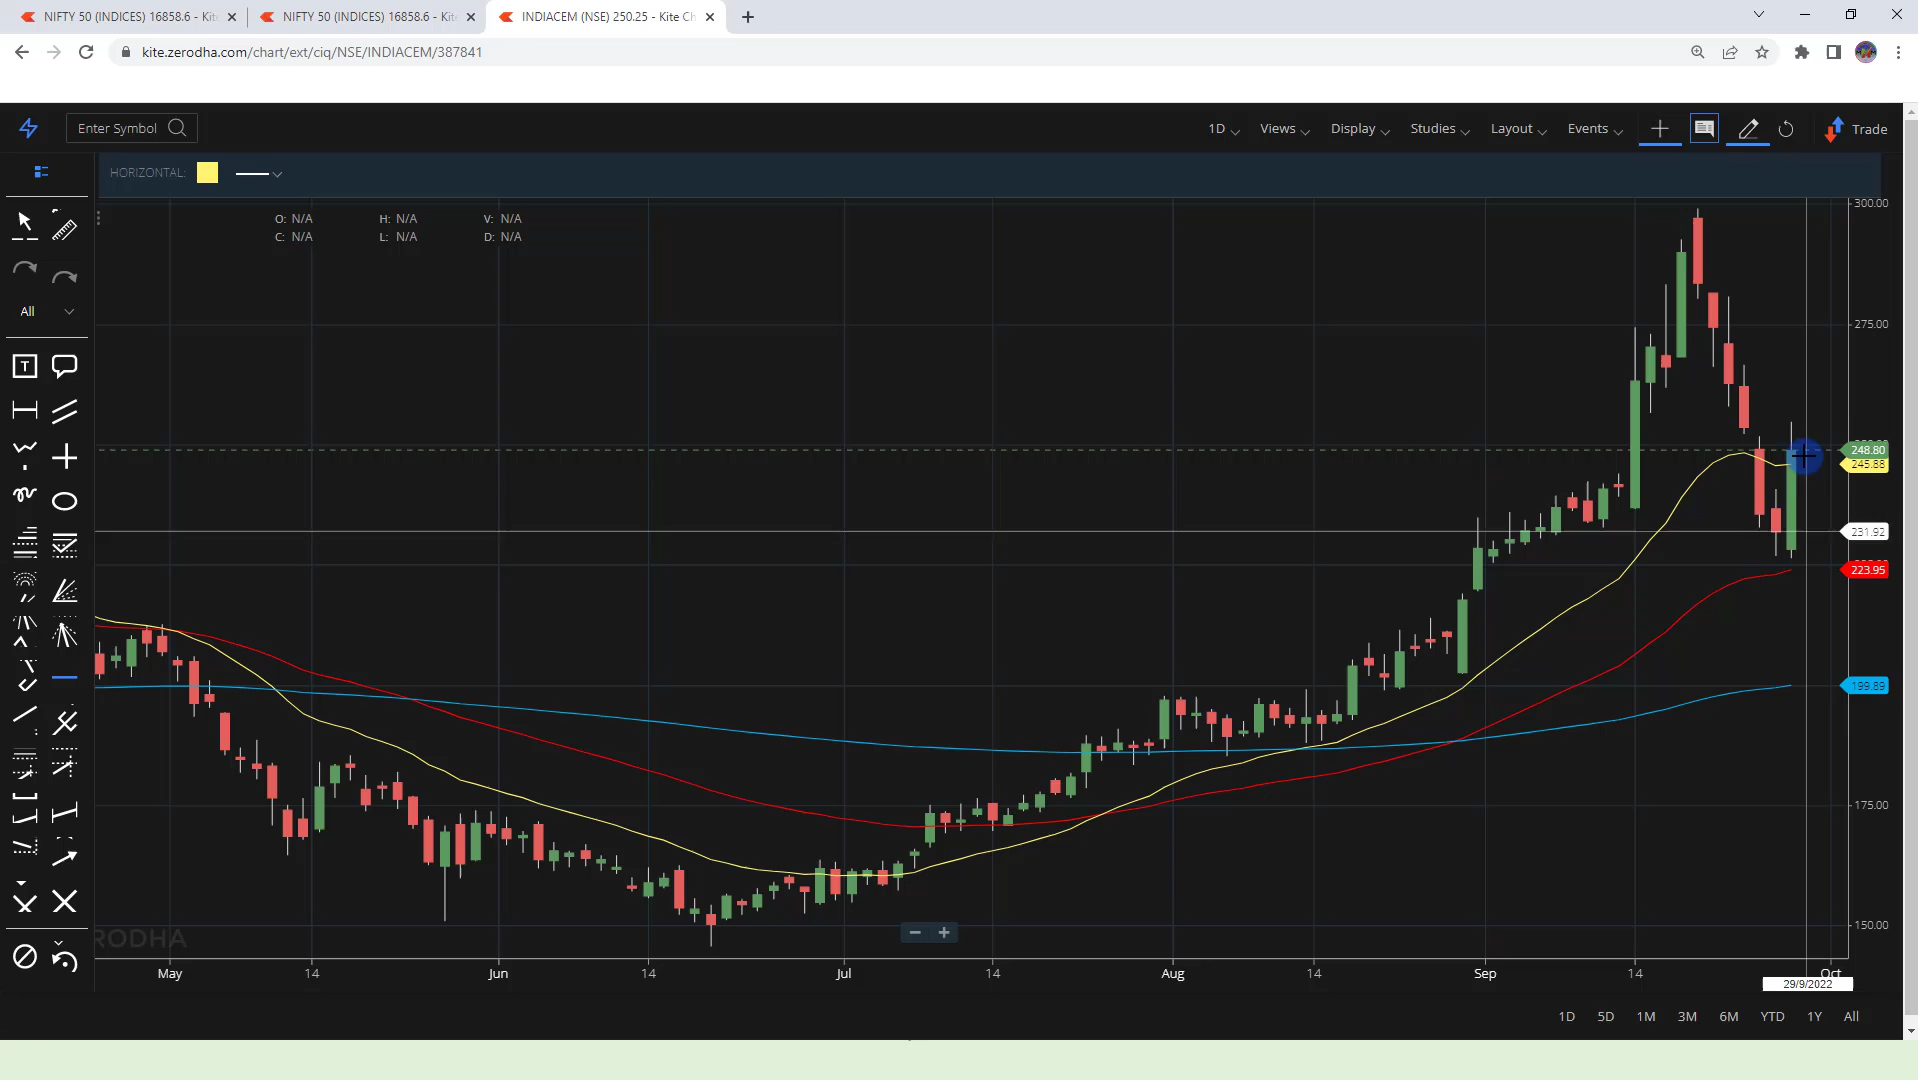 NIFTY 50 (INDICES) 16858.6 - Kite
NIFTY 50 (INDICES) 16858.6 - Kite
INDIACEM (NSE) 250.25 - Kite Ch
kite.zerodha.com/chart/ext/ciq/NSE/INDIACEM/387841
Enter Symbol
1D
Views
Display
Studies
Layout
Events
Trade
HORIZONTAL:
O: N/A H: N/A V: N/A
C: N/A L: N/A D: N/A
All
T
300.00
275.00
248.80
245.88
231.92
223.95
199.89
175.00
150.00
RODHA
May 14 Jun 14 Jul 14 Aug 14 Sep 14 Oct
29/9/2022
1D 5D 1M 3M 6M YTD 1Y All